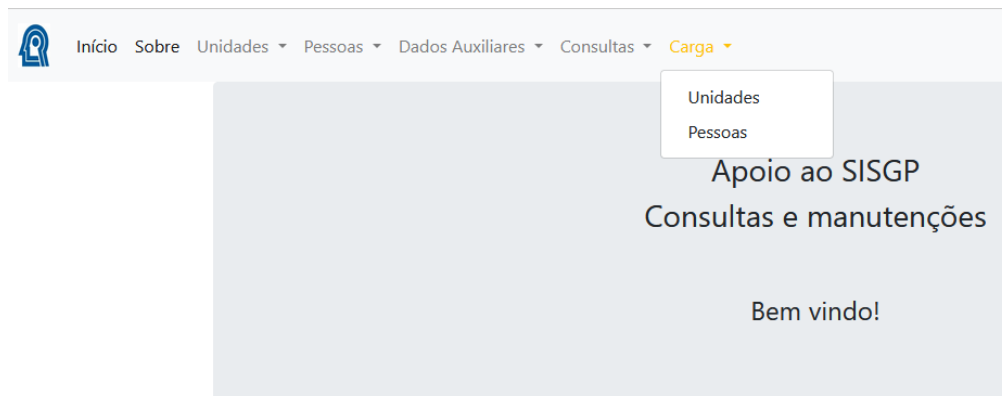 Início Sobre Unidades Pessoas Dados Auxiliares Consultas Carga
Unidades
Pessoas
Apoio ao SISGP
Consultas e manutenções
Bem vindo!